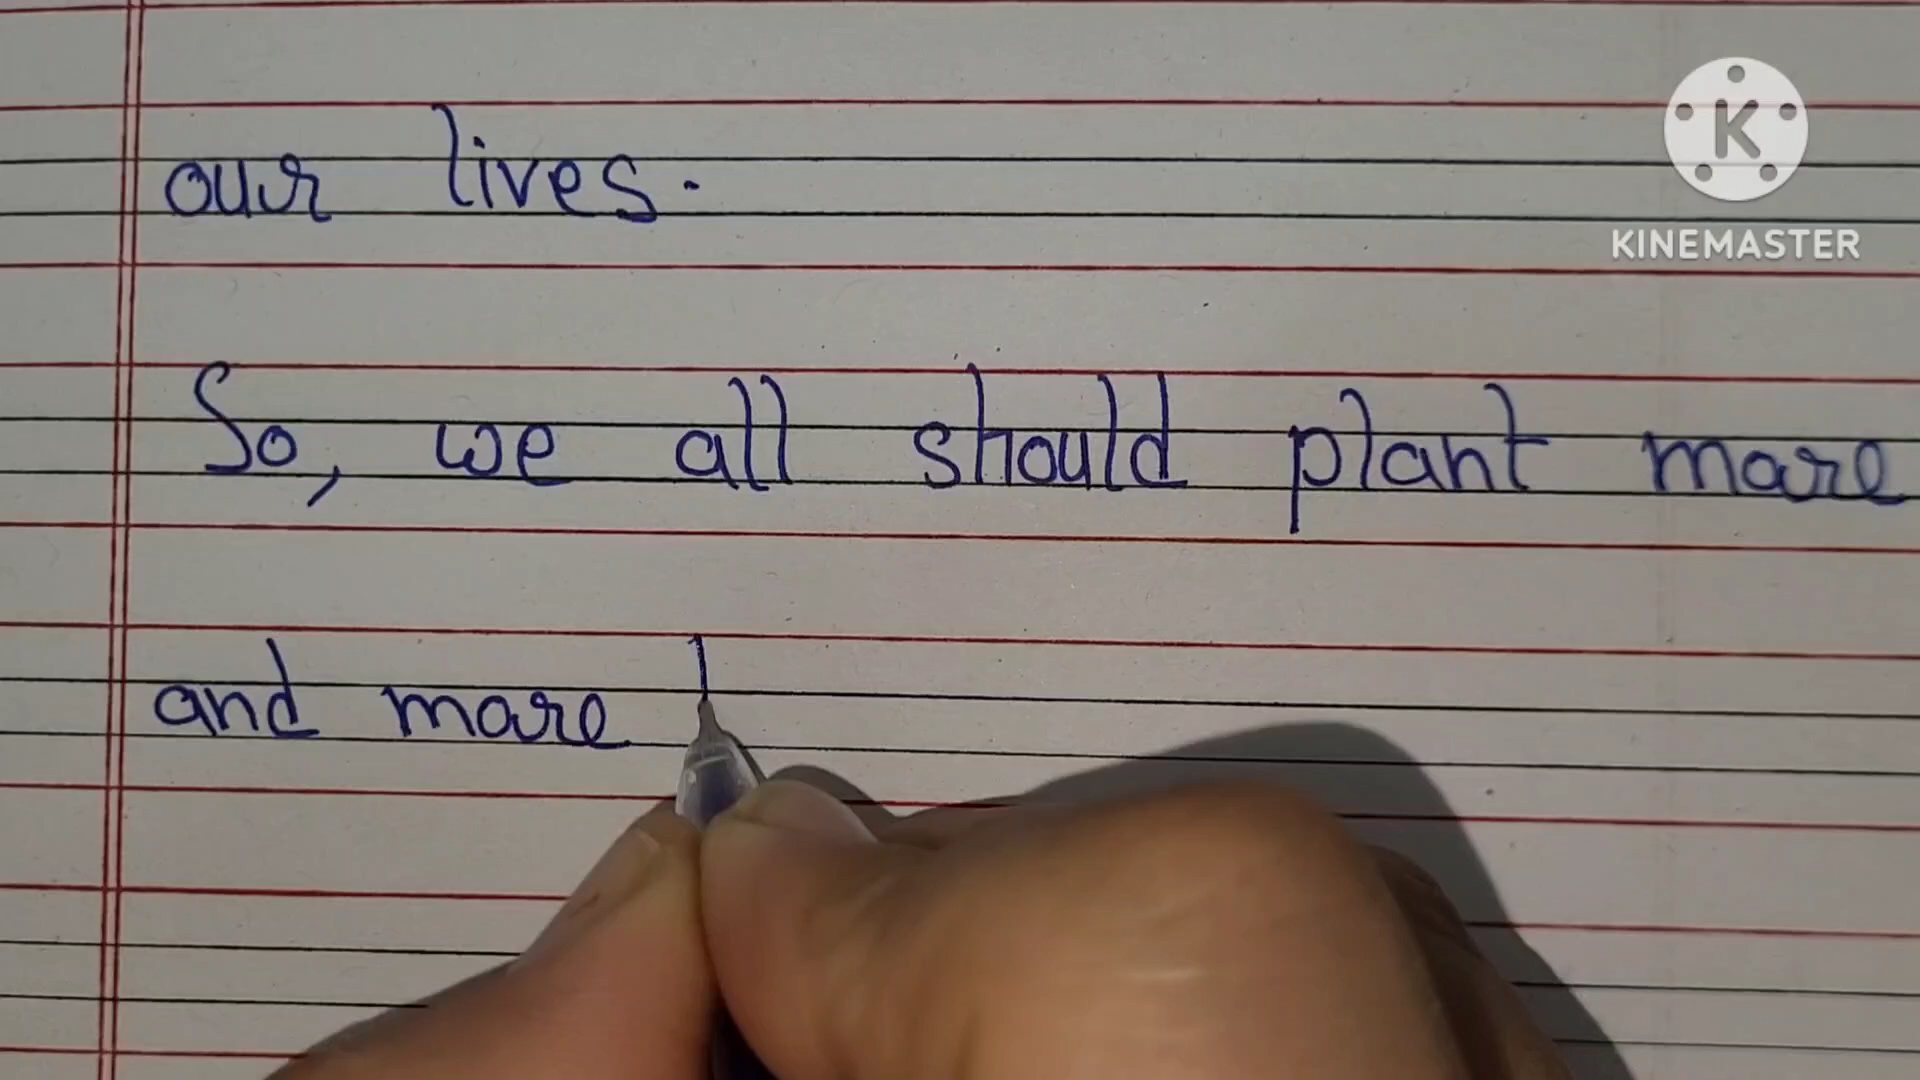 our lives.
So, we all should plant more
and more
K
KINEMASTER